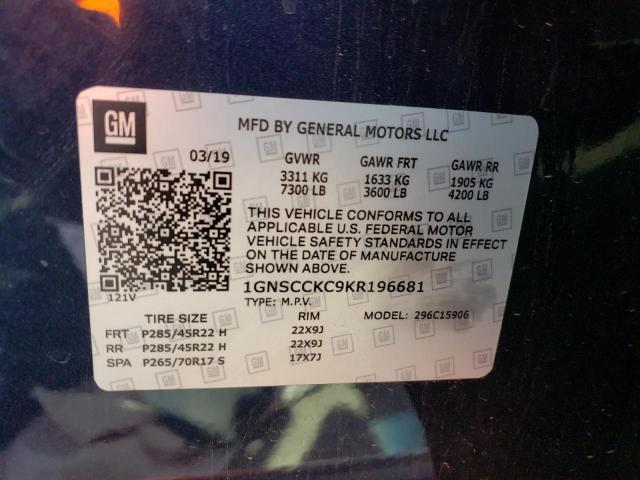 GM
MFD BY GENERAL MOTORS LLC
03/19 GVWR GAWR FRT GAWR RR
3311 KG 1633 KG 1905 KG
7300 LB 3600 LB 4200 LB
THIS VEHICLE CONFORMS TO ALL
APPLICABLE U.S. FEDERAL MOTOR
VEHICLE SAFETY STANDARDS IN EFFECT
ON THE DATE OF MANUFACTURE
SHOWN ABOVE.
1GNSCCKC9KR196681
121V TYPE: M.P.V.
TIRE SIZE RIM MODEL: 296C15906
FRT P285/45R22 H 22X9J
RR P285/45R22 H 22X9J
SPA P265/70R17 S 17X7J